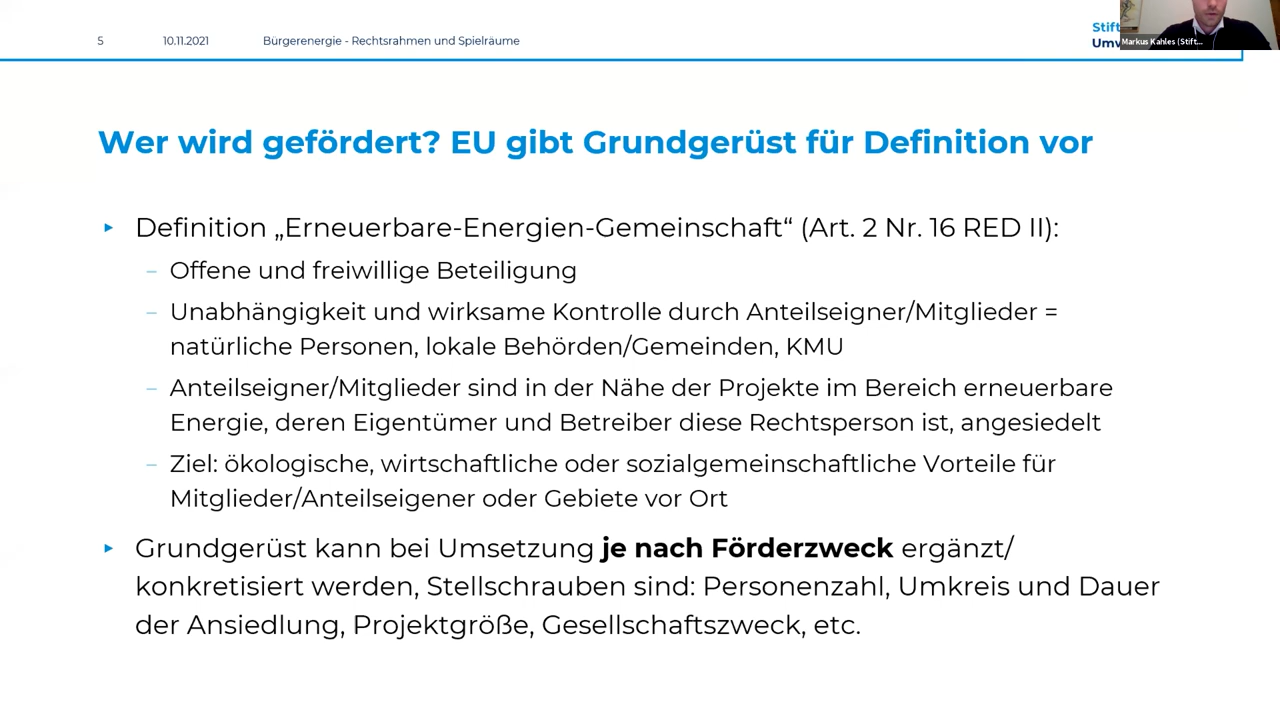 5 10.11.2021 Bürgerenergie - Rechtsrahmen und Spielräume
Markus Kahles (Stift...
Wer wird gefördert? EU gibt Grundgerüst für Definition vor
▸ Definition „Erneuerbare-Energien-Gemeinschaft“ (Art. 2 Nr. 16 RED II):
– Offene und freiwillige Beteiligung
– Unabhängigkeit und wirksame Kontrolle durch Anteilseigner/Mitglieder =
natürliche Personen, lokale Behörden/Gemeinden, KMU
– Anteilseigner/Mitglieder sind in der Nähe der Projekte im Bereich erneuerbare
Energie, deren Eigentümer und Betreiber diese Rechtsperson ist, angesiedelt
– Ziel: ökologische, wirtschaftliche oder sozialgemeinschaftliche Vorteile für
Mitglieder/Anteilseigener oder Gebiete vor Ort
▸ Grundgerüst kann bei Umsetzung je nach Förderzweck ergänzt/
konkretisiert werden, Stellschrauben sind: Personenzahl, Umkreis und Dauer
der Ansiedlung, Projektgröße, Gesellschaftszweck, etc.